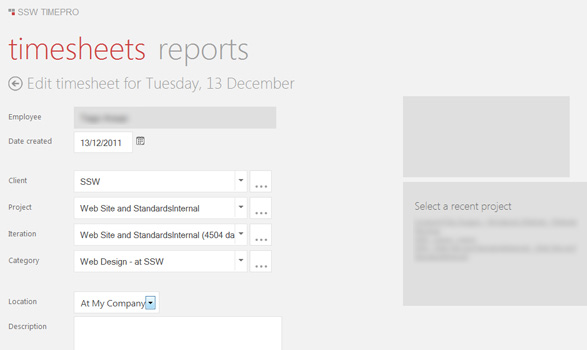 SSW TIMEPRO
timesheets reports
Edit timesheet for Tuesday, 13 December
Employee
Date created 13/12/2011
Client SSW ...
Project Web Site and StandardsInternal ...
Iteration Web Site and StandardsInternal (4504 da ...
Category Web Design - at SSW ...
Location At My Company
Description
Select a recent project